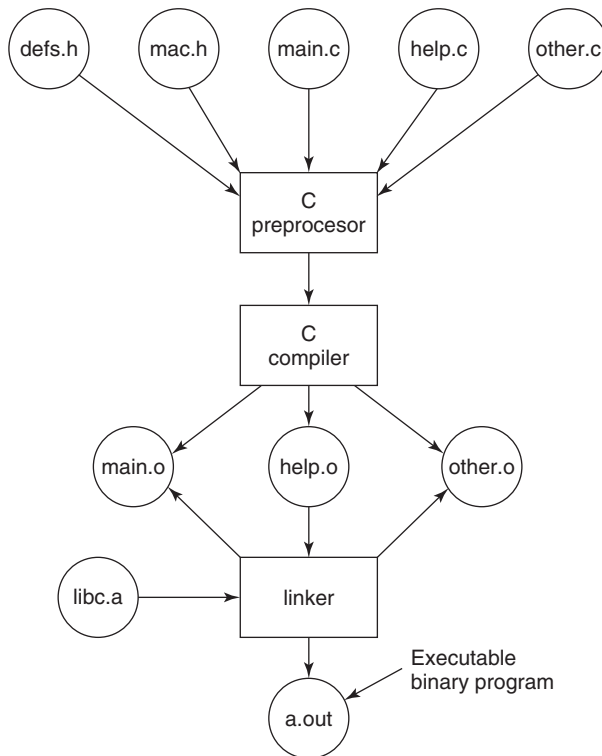 defs.h
mac.h
main.c
help.c
other.c
C
preprocesor
C
compiler
main.o
help.o
other.o
libc.a
linker
Executable
binary program
a.out